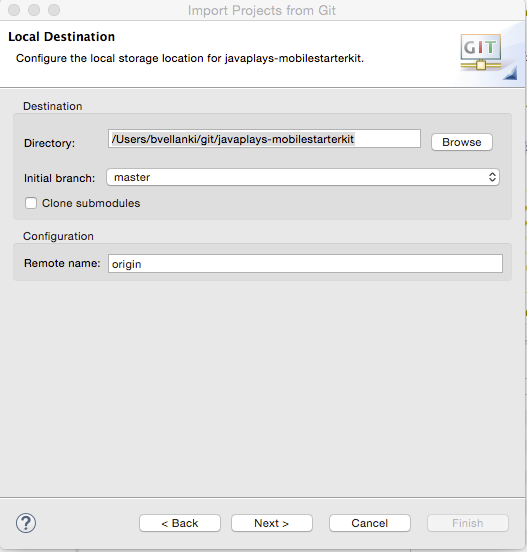 Import Projects from Git
Local Destination
Configure the local storage location for javaplays-mobilestarterkit.
GIT
Destination
Directory: /Users/bvellanki/git/javaplays-mobilestarterkit Browse
Initial branch: master
Clone submodules
Configuration
Remote name: origin
? < Back Next > Cancel Finish